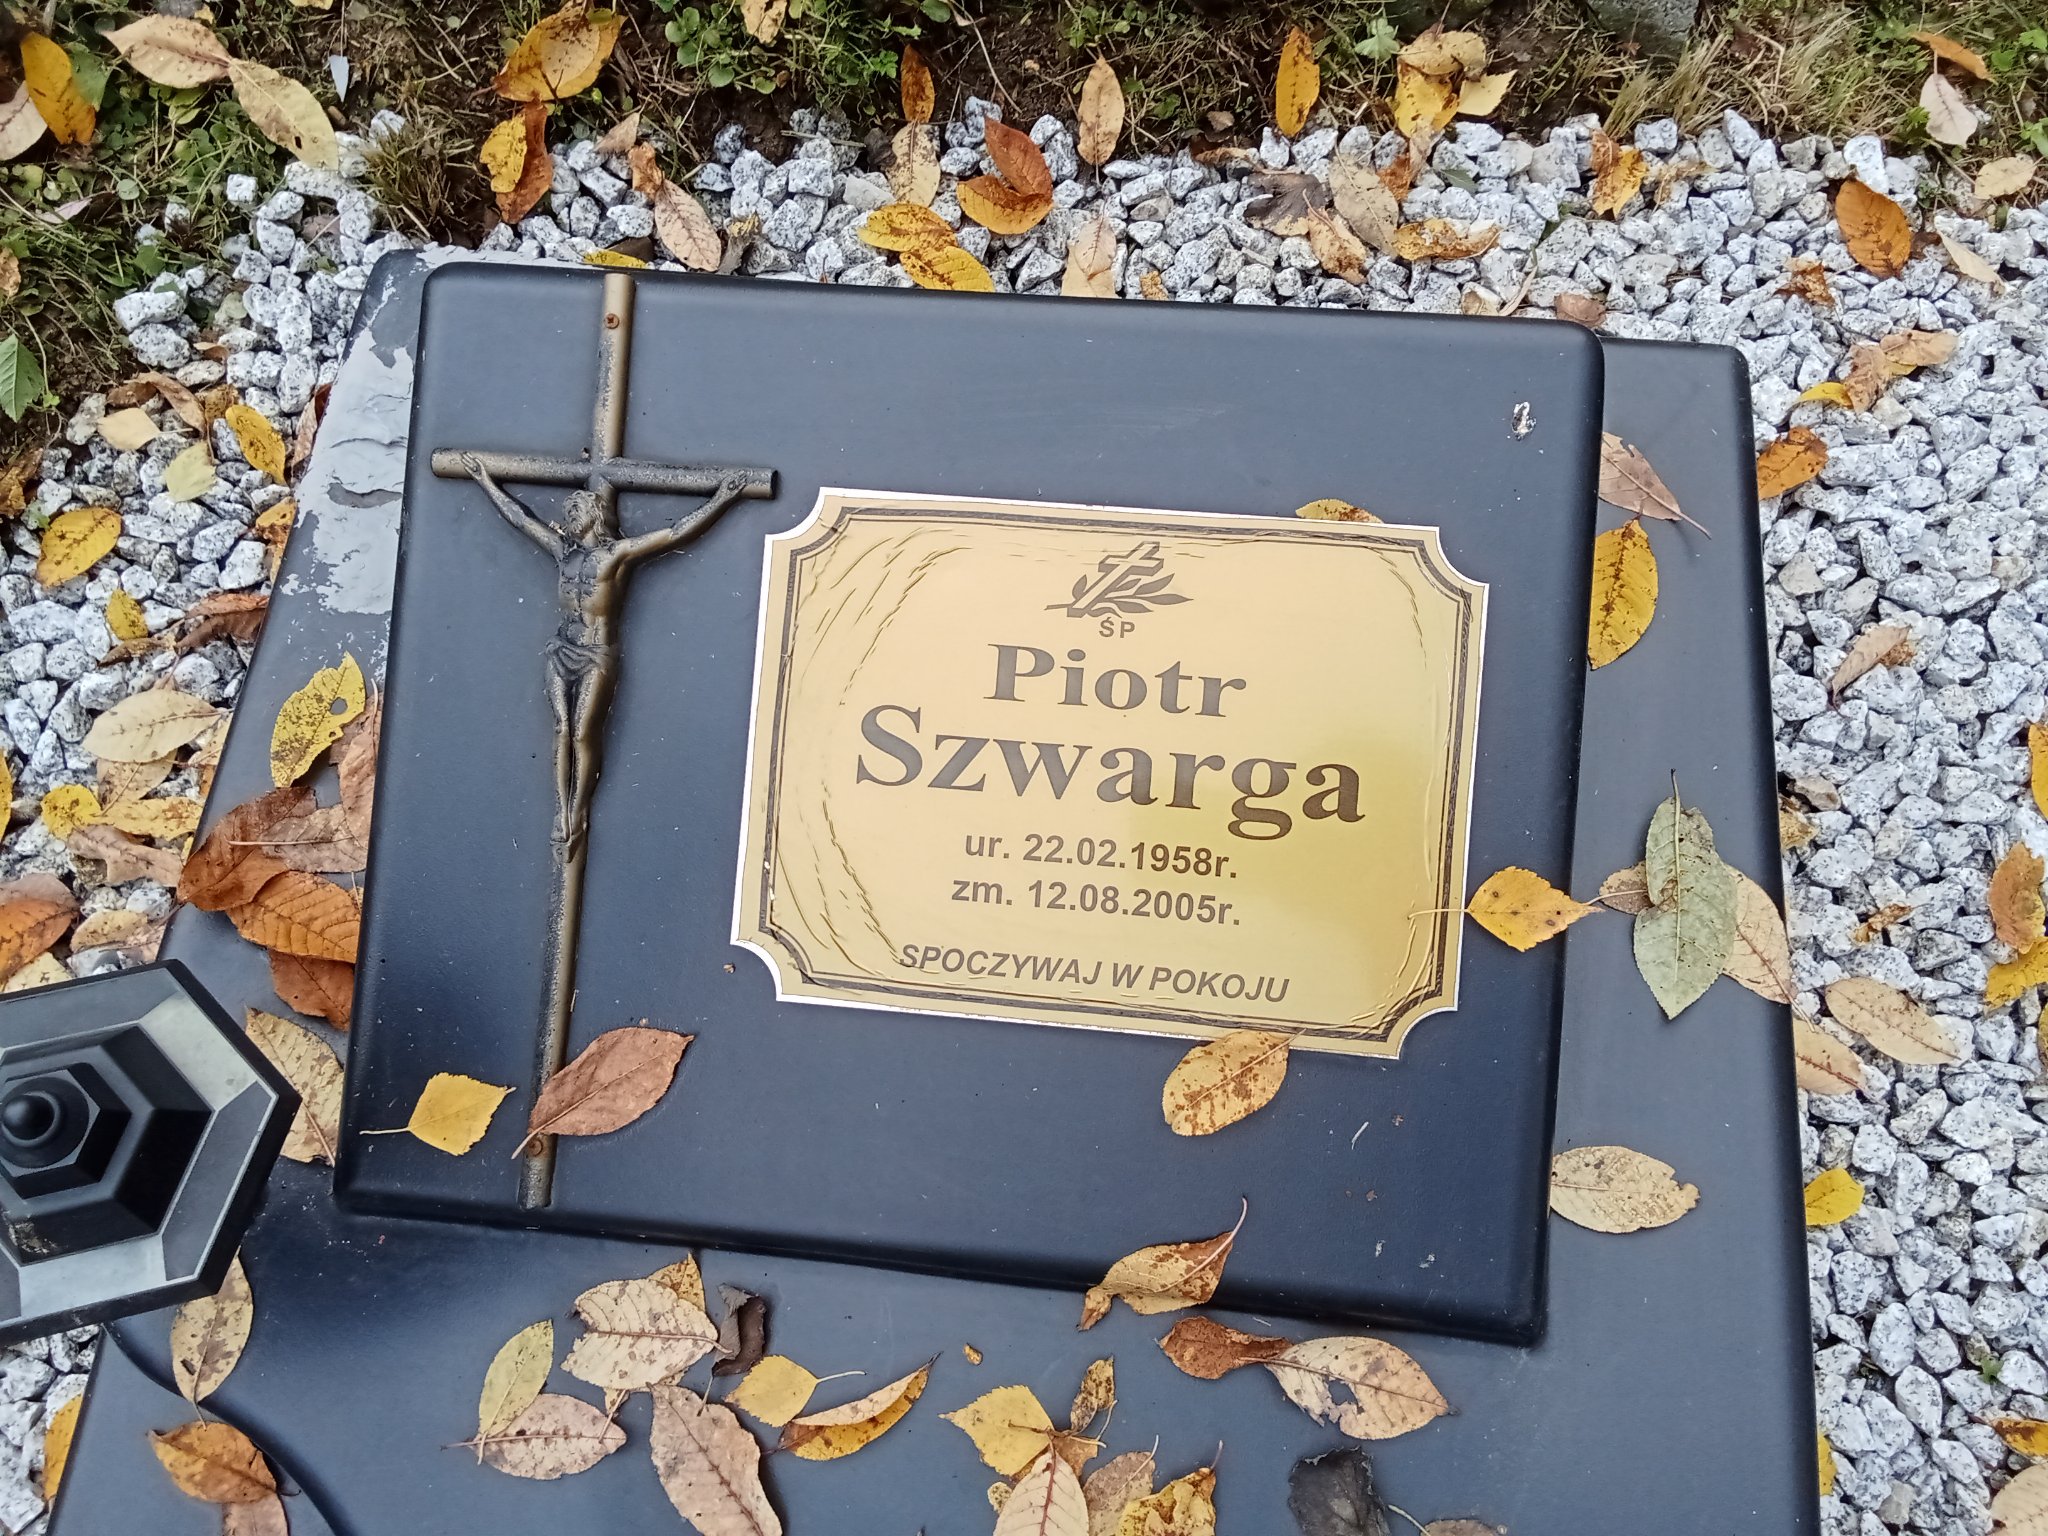 ŚP
Piotr
Szwarga
ur. 22.02.1958r.
zm. 12.08.2005r.
SPOCZYWAJ W POKOJU